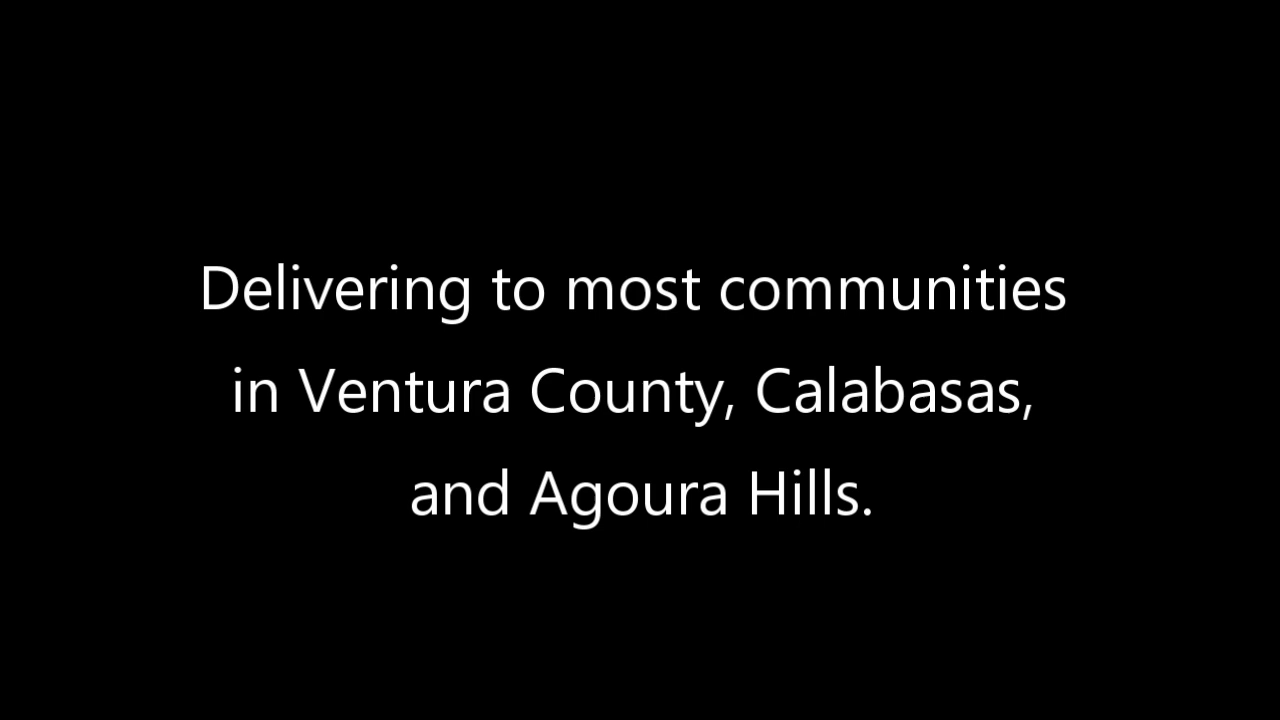 Delivering to most communities
in Ventura County, Calabasas,
and Agoura Hills.